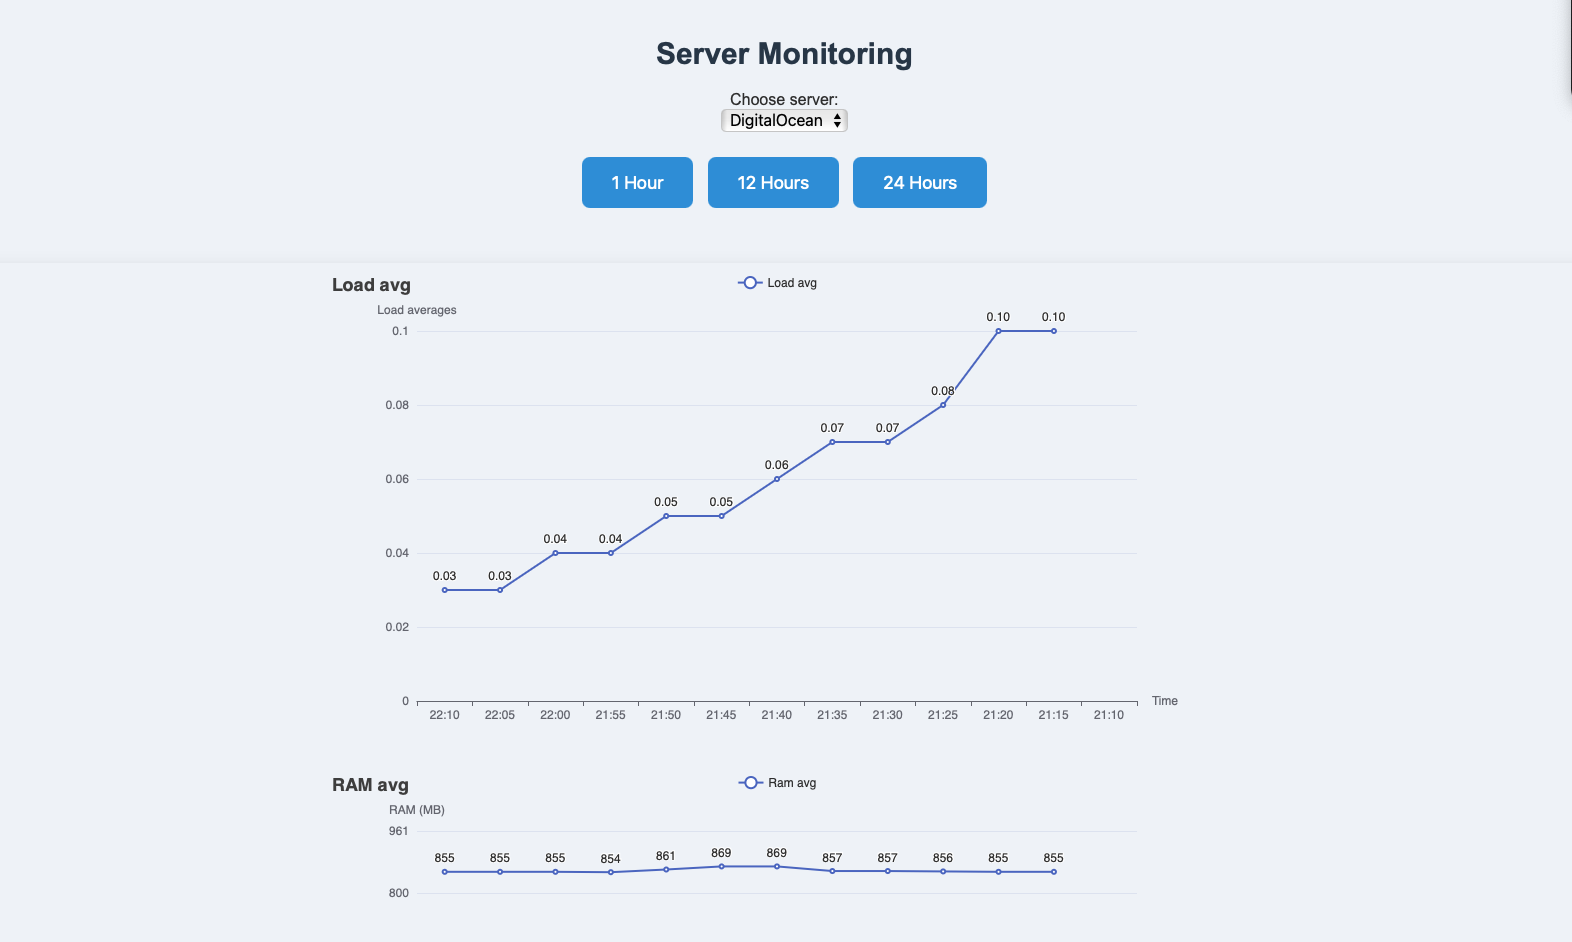 Server Monitoring
Choose server:
DigitalOcean
1 Hour 12 Hours 24 Hours
Load avg
Load avg
Load averages
0.1
0.08
0.06
0.04
0.02
0
0.03 0.03 0.04 0.04 0.05 0.05 0.06 0.07 0.07 0.08 0.10 0.10
22:10 22:05 22:00 21:55 21:50 21:45 21:40 21:35 21:30 21:25 21:20 21:15 21:10
Time
RAM avg
Ram avg
RAM (MB)
961
855 855 855 854 861 869 869 857 857 856 855 855
800